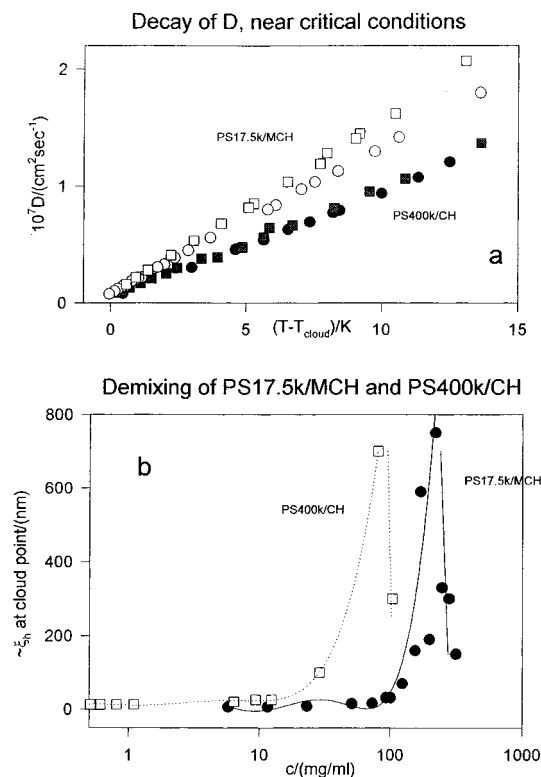 Decay of D, near critical conditions
2
1
0
10⁷D/(cm²sec⁻¹)
PS17.5k/MCH
PS400k/CH
a
0 5 10 15
(T-T_cloud)/K
Demixing of PS17.5k/MCH and PS400k/CH
800
600
400
200
0
~ξ_h at cloud point/(nm)
b
PS400k/CH
PS17.5k/MCH
1 10 100 1000
c/(mg/ml)